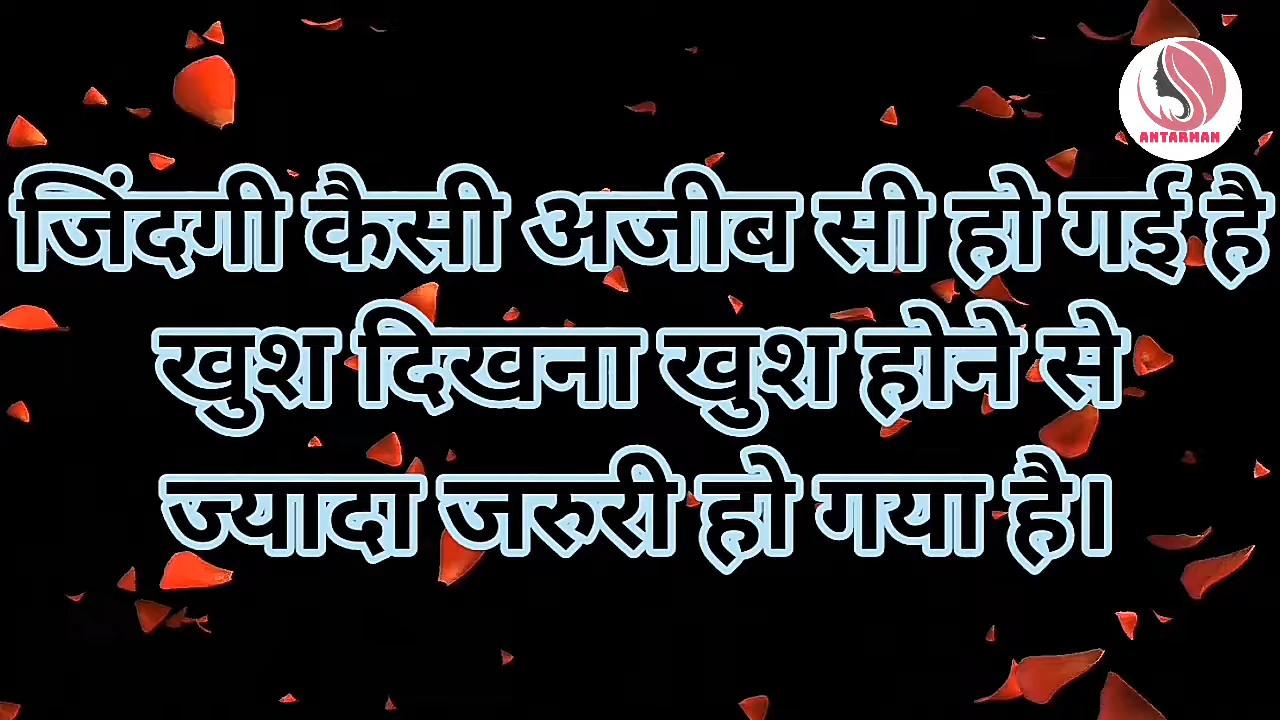 ANTARMAN
जिंदगी कैसी अजीब सी हो गई है
खुश दिखना खुश होने से
ज्यादा जरुरी हो गया है।